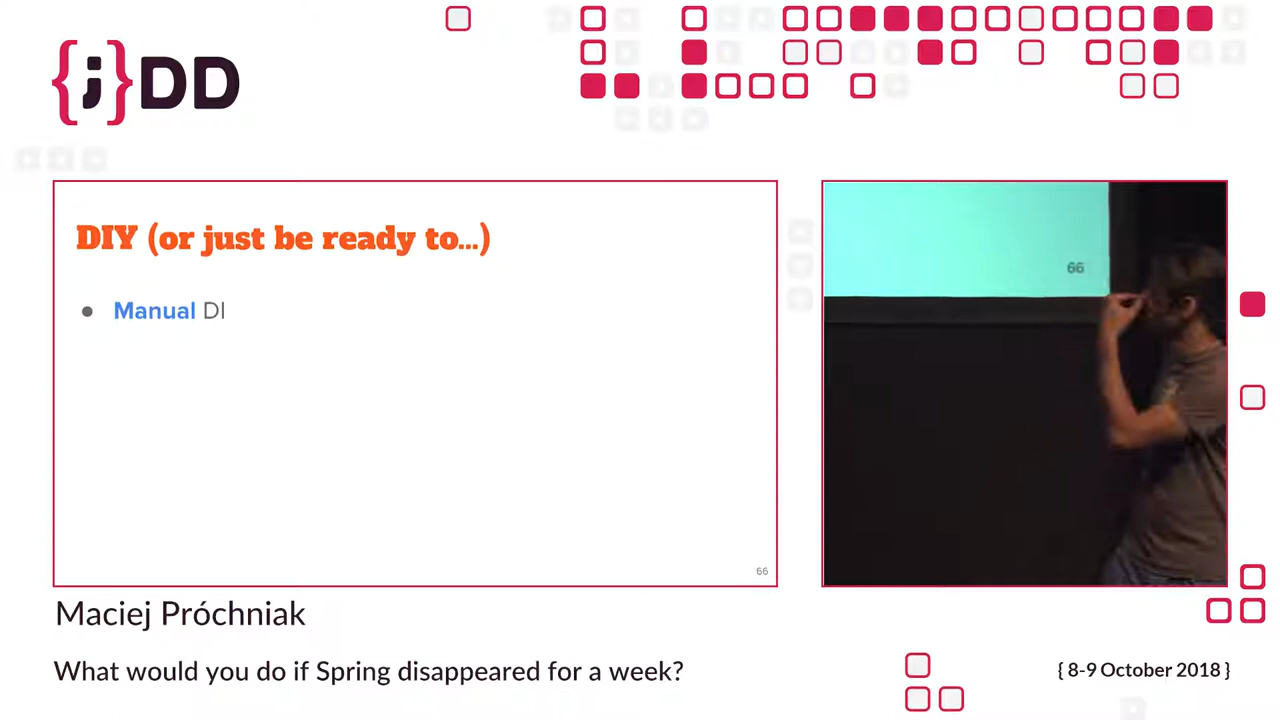 {j}DD
DIY (or just be ready to...)
● Manual DI
66
66
Maciej Próchniak
What would you do if Spring disappeared for a week?
{ 8-9 October 2018 }